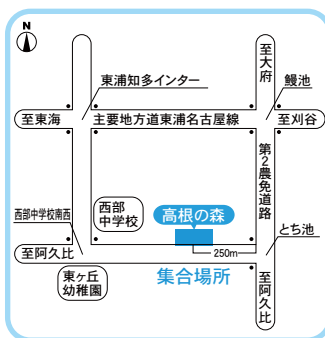 N
至大府
東浦知多インター
鰻池
至東海
主要地方道東浦名古屋線
至刈谷
第2農免道路
西部
中学校
高根の森
西部中学校南西
とち池
250m
至阿久比
集合場所
東ヶ丘
幼稚園
至阿久比